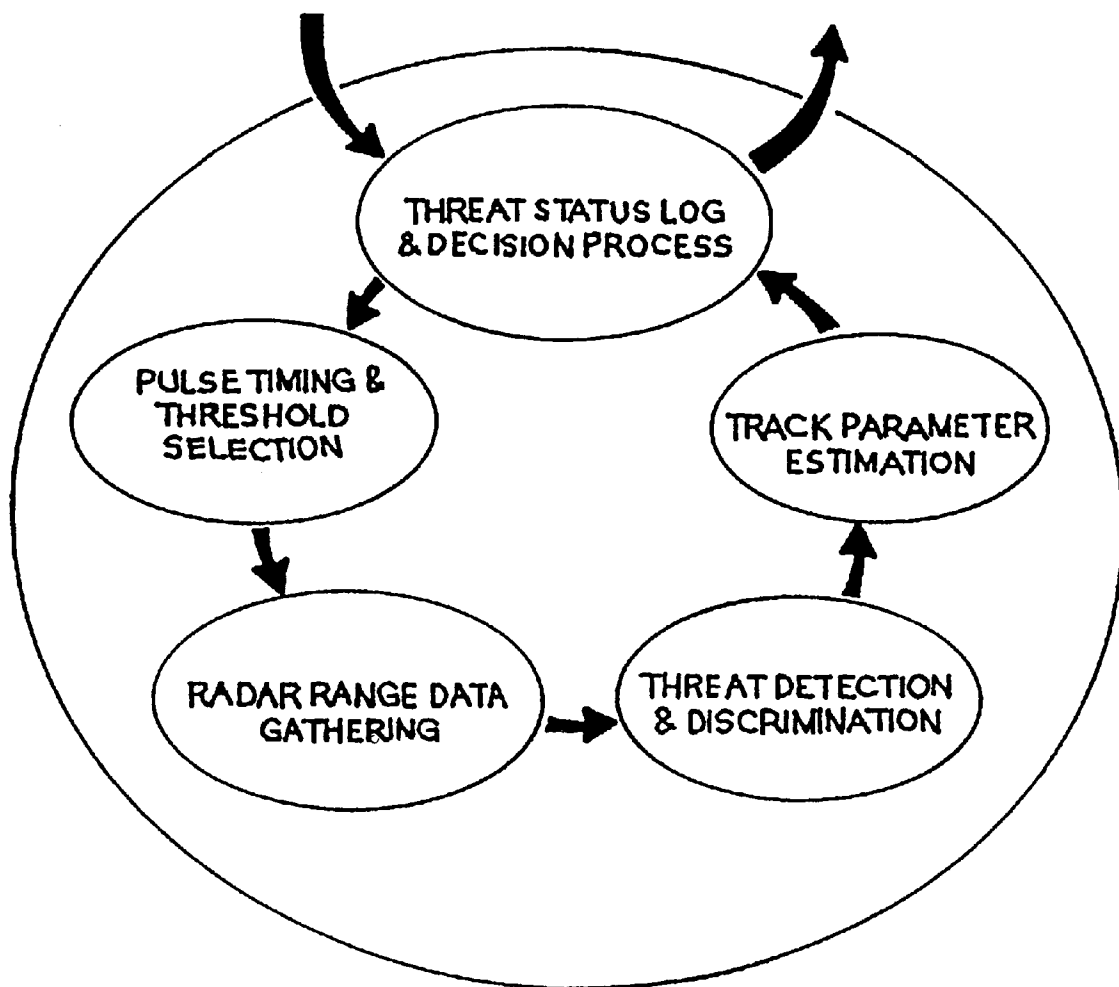 THREAT STATUS LOG
& DECISION PROCESS
PULSE TIMING &
THRESHOLD
SELECTION
TRACK PARAMETER
ESTIMATION
RADAR RANGE DATA
GATHERING
THREAT DETECTION
& DISCRIMINATION